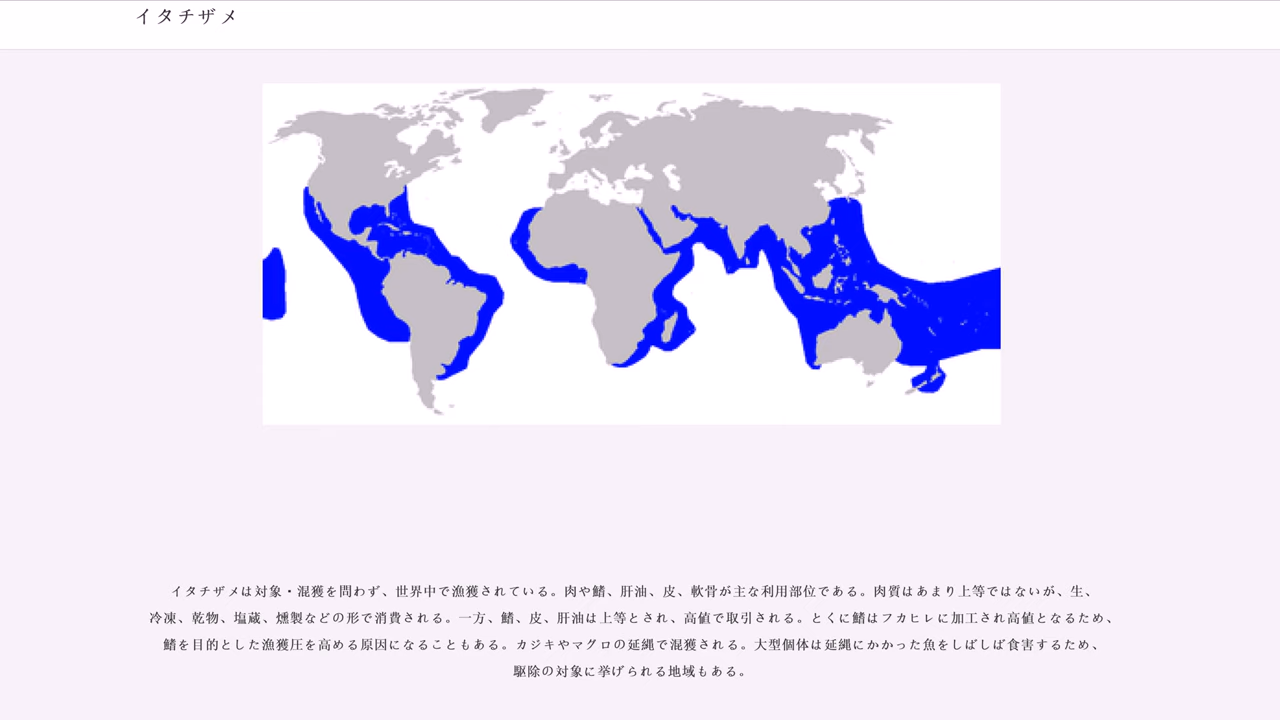 イタチザメ
イタチザメは対象・混獲を問わず、世界中で漁獲されている。肉や鰭、肝油、皮、軟骨が主な利用部位である。肉質はあまり上等ではないが、生、
冷凍、乾物、塩蔵、燻製などの形で消費される。一方、鰭、皮、肝油は上等とされ、高値で取引される。とくに鰭はフカヒレに加工され高値となるため、
鰭を目的とした漁獲圧を高める原因になることもある。カジキやマグロの延縄で混獲される。大型個体は延縄にかかった魚をしばしば食害するため、
駆除の対象に挙げられる地域もある。